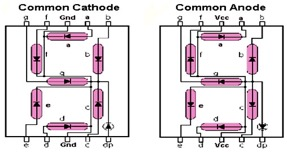 Common Cathode Common Anode
g f Gnd a b g f Vcc a b
a a
f b f b
g g
e c e c
d d
e d Gnd c dp e d Vcc c dp